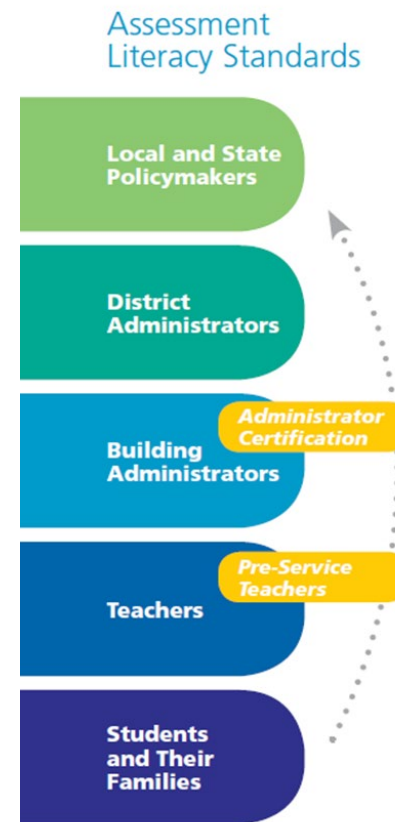 Assessment
Literacy Standards
Local and State
Policymakers
District
Administrators
Administrator
Certification
Building
Administrators
Pre-Service
Teachers
Teachers
Students
and Their
Families